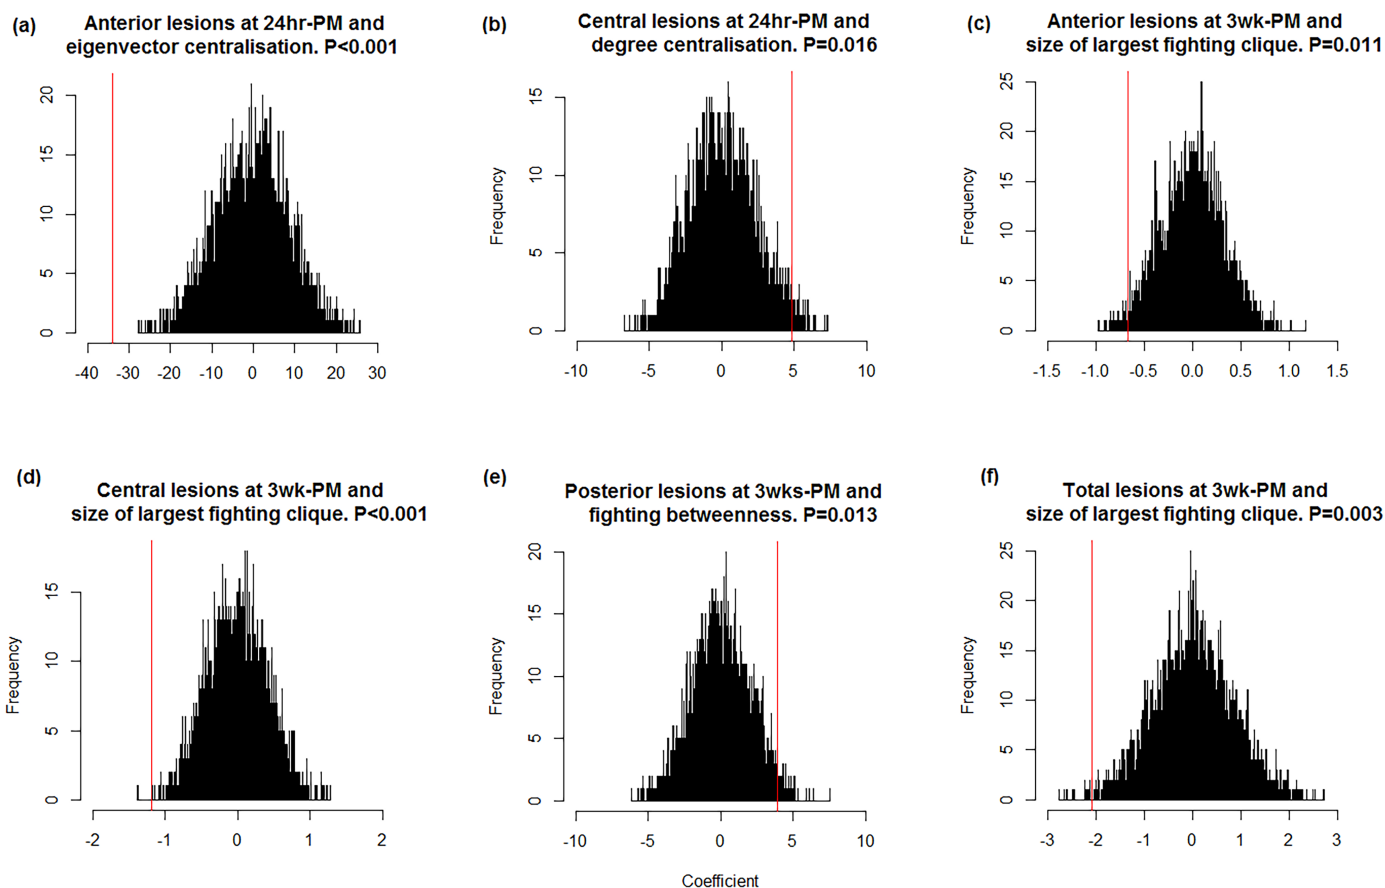 (a) Anterior lesions at 24hr-PM and
eigenvector centralisation. P<0.001
20
15
10
5
0
-40 -30 -20 -10 0 10 20 30
(b) Central lesions at 24hr-PM and
degree centralisation. P=0.016
Frequency
15
10
5
0
-10 -5 0 5 10
(c) Anterior lesions at 3wk-PM and
size of largest fighting clique. P=0.011
Frequency
25
20
15
10
5
0
-1.5 -1.0 -0.5 0.0 0.5 1.0 1.5
(d) Central lesions at 3wk-PM and
size of largest fighting clique. P<0.001
Frequency
15
10
5
0
-2 -1 0 1 2
(e) Posterior lesions at 3wks-PM and
fighting betweenness. P=0.013
Frequency
20
15
10
5
0
-10 -5 0 5 10
Coefficient
(f) Total lesions at 3wk-PM and
size of largest fighting clique. P=0.003
Frequency
25
20
15
10
5
0
-3 -2 -1 0 1 2 3